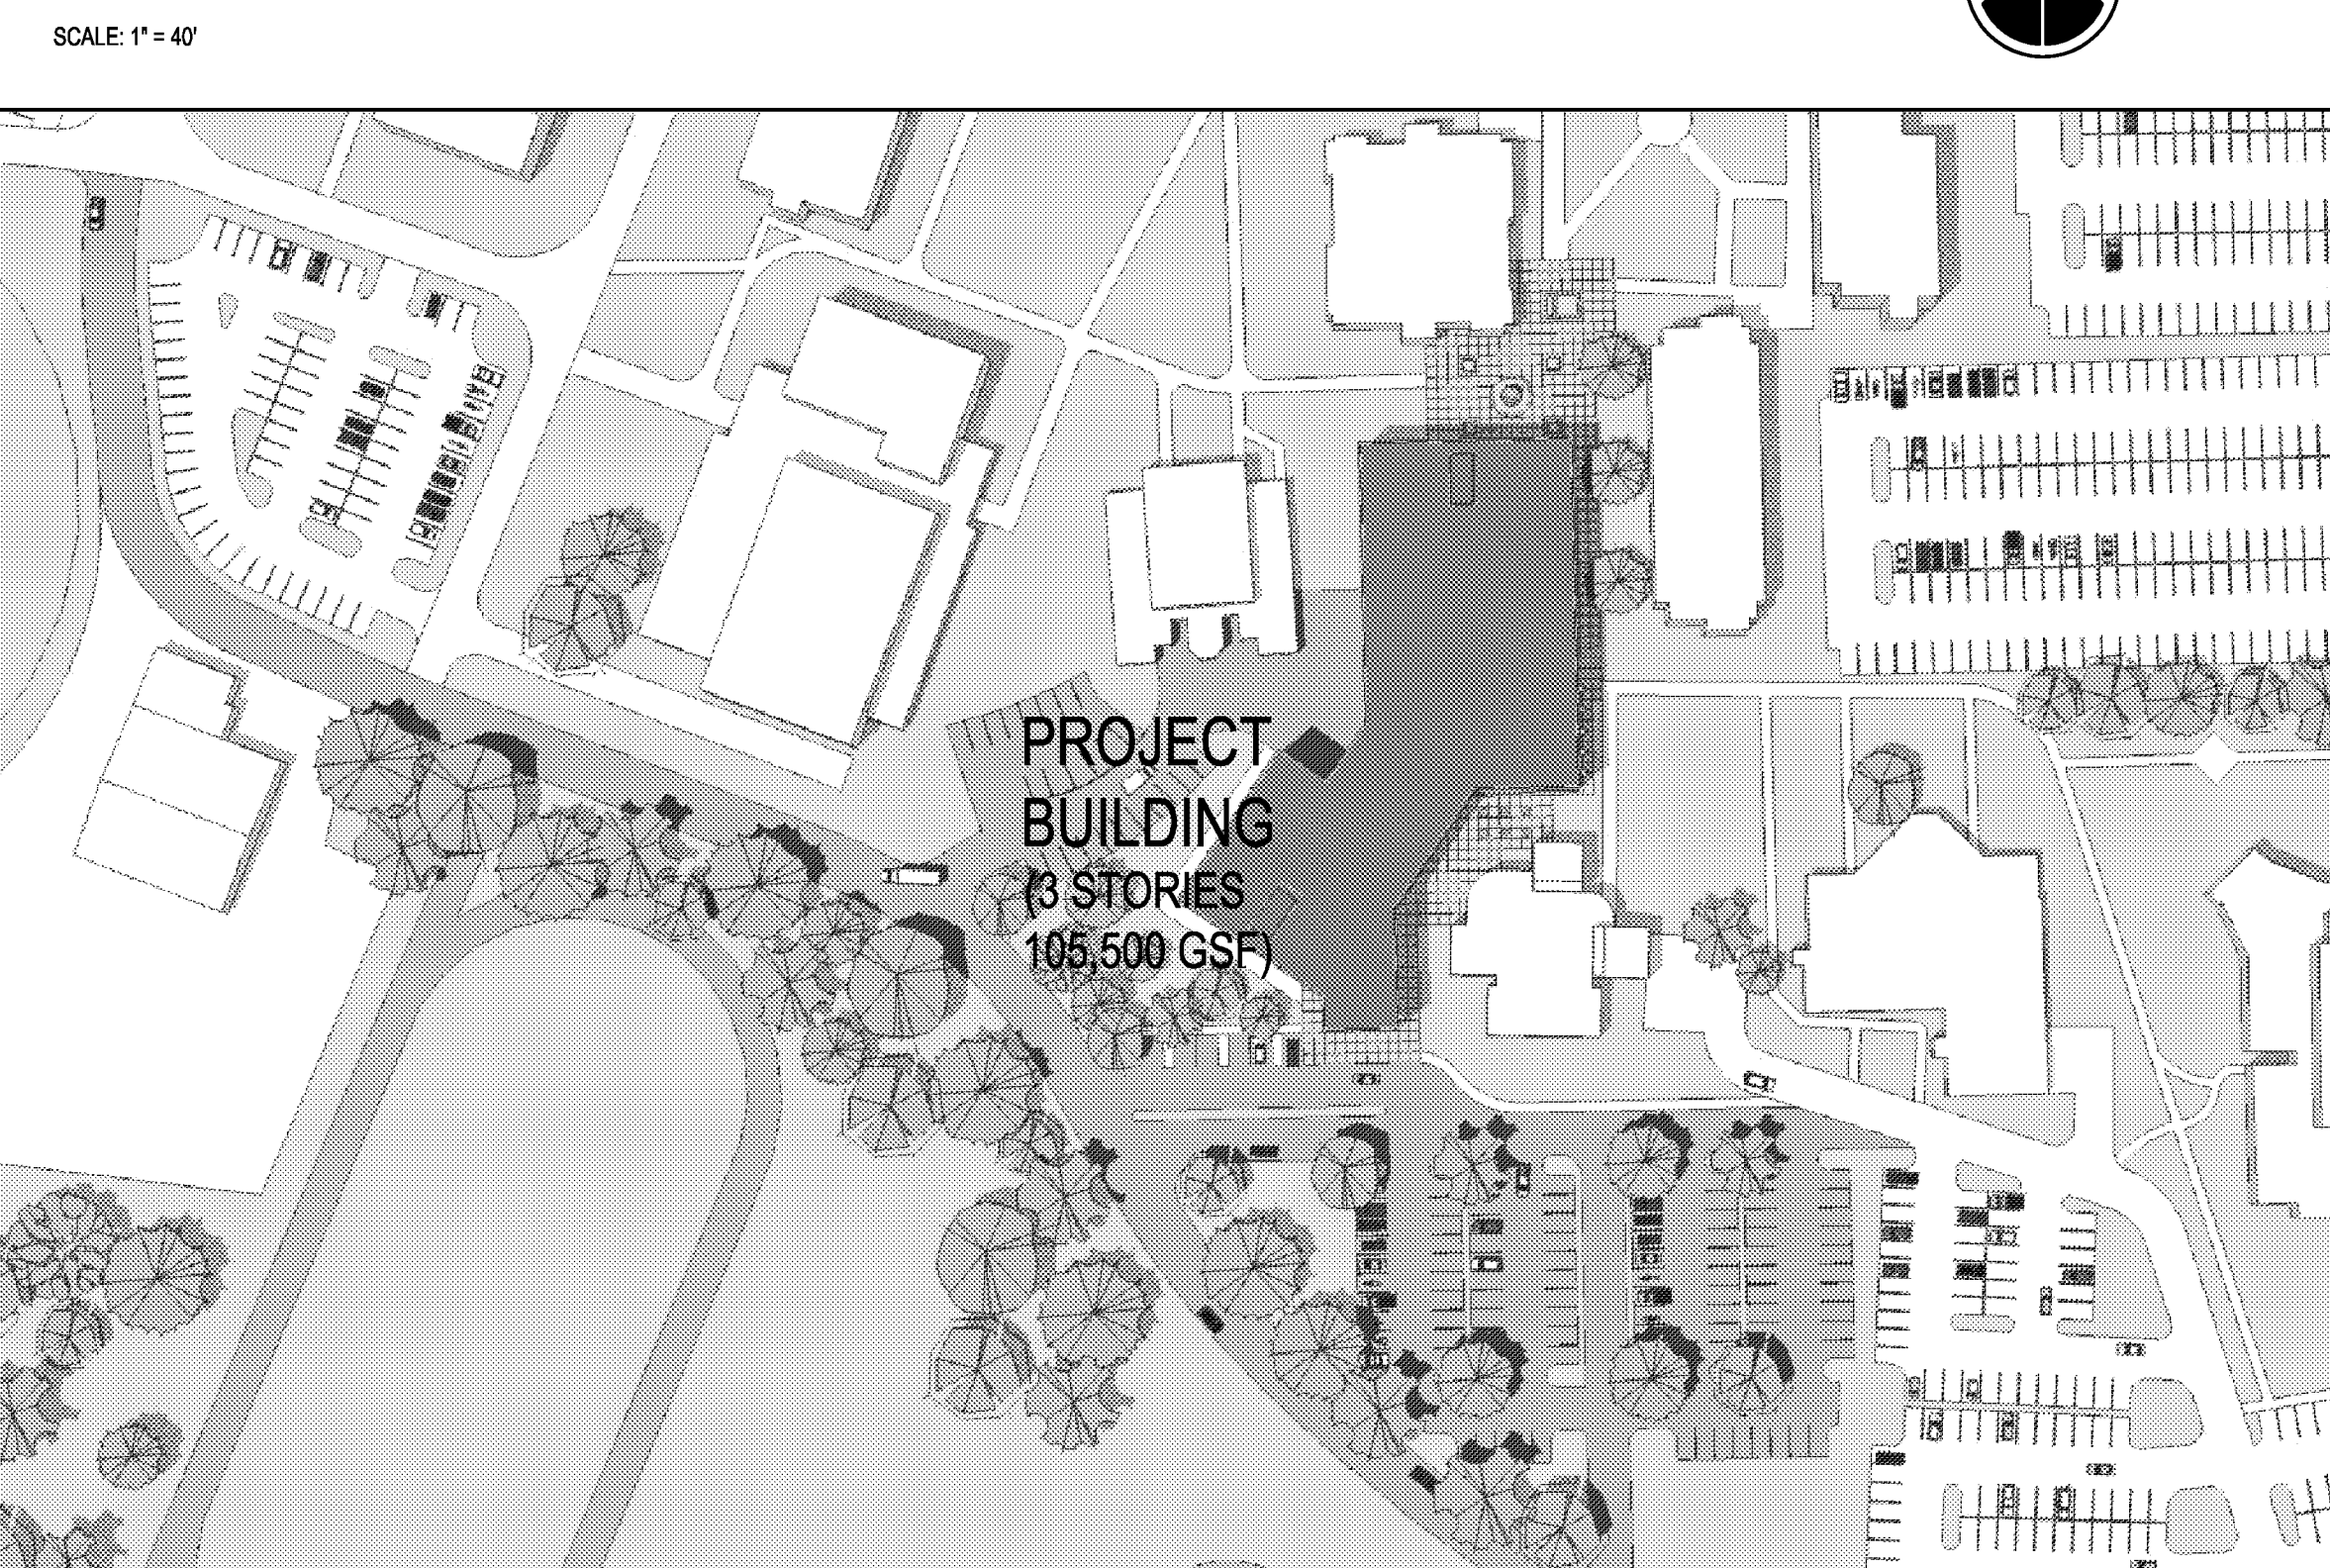 SCALE: 1" = 40'
PROJECT
BUILDING
(3 STORIES
105,500 GSF)